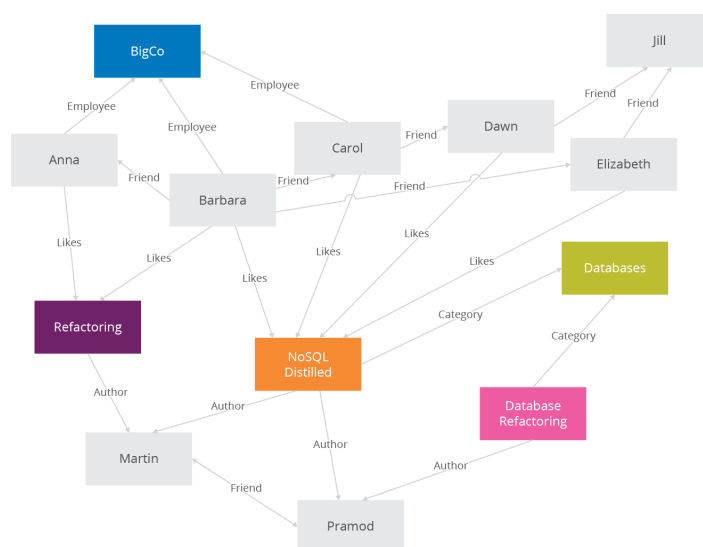 BigCo
Jill
Employee
Employee
Friend
Friend
Employee
Dawn
Carol
Friend
Anna
Elizabeth
Friend
Friend
Friend
Barbara
Likes
Likes
Likes
Likes
Likes
Likes
Databases
Refactoring
Category
Category
NoSQL
Distilled
Author
Author
Database
Refactoring
Author
Martin
Author
Friend
Pramod